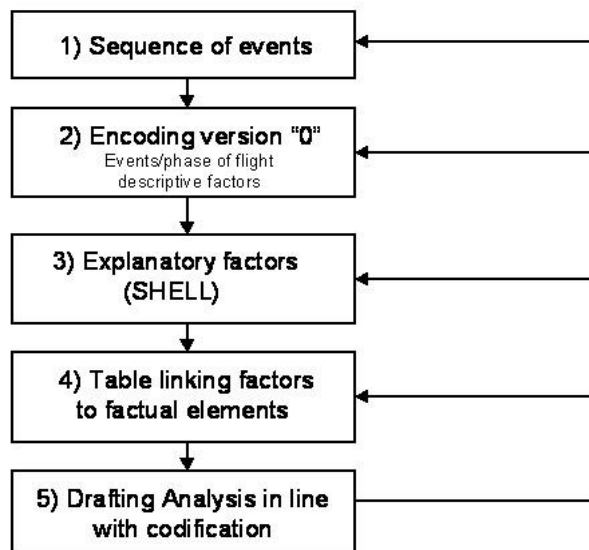 1) Sequence of events
2) Encoding version "0"
Events/phase of flight
descriptive factors
3) Explanatory factors
(SHELL)
4) Table linking factors
to factual elements
5) Drafting Analysis in line
with codification